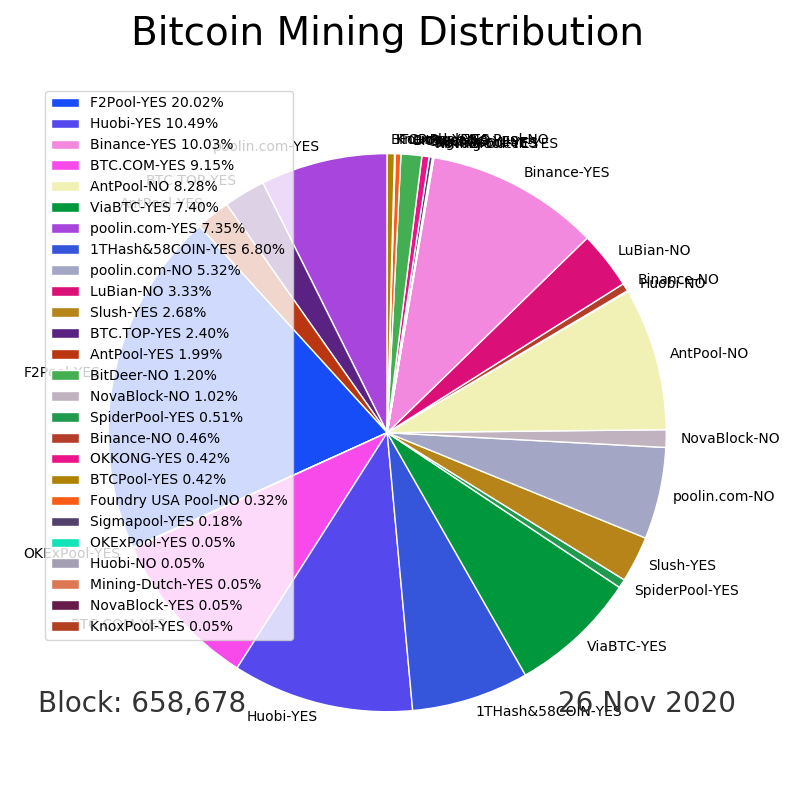 Bitcoin Mining Distribution
F2Pool-YES 20.02%
Huobi-YES 10.49%
Binance-YES 10.03%
BTC.COM-YES 9.15%
AntPool-NO 8.28%
ViaBTC-YES 7.40%
poolin.com-YES 7.35%
1THash&58COIN-YES 6.80%
poolin.com-NO 5.32%
LuBian-NO 3.33%
Slush-YES 2.68%
BTC.TOP-YES 2.40%
AntPool-YES 1.99%
BitDeer-NO 1.20%
NovaBlock-NO 1.02%
SpiderPool-YES 0.51%
Binance-NO 0.46%
OKKONG-YES 0.42%
BTCPool-YES 0.42%
Foundry USA Pool-NO 0.32%
Sigmapool-YES 0.18%
OKExPool-YES 0.05%
Huobi-NO 0.05%
Mining-Dutch-YES 0.05%
NovaBlock-YES 0.05%
KnoxPool-YES 0.05%
poolin.com-YES
BTC.TOP-YES
AntPool-YES
F2Pool-YES
OKExPool-YES
BTC.COM-YES
Huobi-YES
1THash&58COIN-YES
ViaBTC-YES
SpiderPool-YES
Slush-YES
poolin.com-NO
NovaBlock-NO
AntPool-NO
Huobi-NO
Binance-NO
LuBian-NO
Binance-YES
Block: 658,678
26 Nov 2020